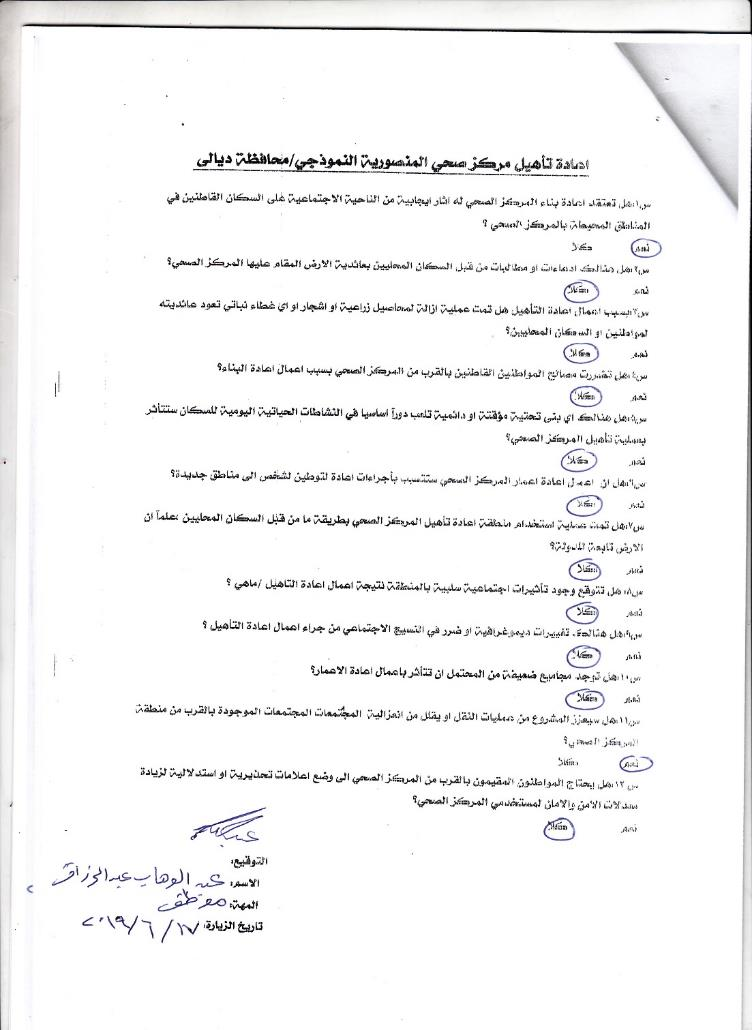 اعادة تأهيل مركز صحي المنصورية النموذجي/محافظة ديالى
س١:هل تعتقد اعادة بناء المركز الصحي له اثار ايجابية من الناحية الاجتماعية على السكان القاطنين في
المناطق المحيطة بالمركز الصحي ؟
نعم كلا
س٢:هل هنالك ادعاءات او مطالبات من قبل السكان المحليين بعائدية الارض المقام عليها المركز الصحي؟
نعم كلا
س٣:بسبب اعمال اعادة التأهيل هل تمت عملية ازالة لمحاصيل زراعية او اشجار او اي غطاء نباتي تعود عائديته
لمواطنين او السكان المحليين؟
نعم كلا
س٤:هل تضررت مصالح المواطنين القاطنين بالقرب من المركز الصحي بسبب اعمال اعادة البناء؟
نعم كلا
س٥:هل هنالك اي بنى تحتية مؤقتة او دائمية تلعب دوراً اساسيا في النشاطات الحياتية اليومية للسكان ستتأثر
بعملية تأهيل المركز الصحي؟
نعم كلا
س٦:هل ان اعمال اعادة اعمار المركز الصحي ستتسبب بأجراءات اعادة لتوطين لشخص الى مناطق جديدة؟
نعم كلا
س٧:هل تمت عملية استخدام منطقة اعادة تأهيل المركز الصحي بطريقة ما من قبل السكان المحليين ،علماً ان
الارض تابعة للدولة؟
نعم كلا
س٨:هل تتوقع وجود تأثيرات اجتماعية سلبية بالمنطقة نتيجة اعمال اعادة التاهيل /ماهي ؟
نعم كلا
س٩:هل هنالك تغييرات ديموغرافية او ضرر في النسيج الاجتماعي من جراء اعمال اعادة التأهيل ؟
نعم كلا
س١٠:هل توجد مجاميع ضعيفة من المحتمل ان تتأثر باعمال اعادة الاعمار؟
نعم كلا
س١١:هل سيعزز المشروع من عمليات النقل او يقلل من انعزالية المجتمعات المجتمعات الموجودة بالقرب من منطقة
المركز الصحي؟
نعم كلا
س١٢:هل يحتاج المواطنون المقيمون بالقرب من المركز الصحي الى وضع اعلامات تحذيرية او استدلالية لزيادة
معدلات الامن والامان لمستخدمي المركز الصحي؟
نعم كلا
التوقيع:
الاسم: عبد الوهاب عبد الرزاق
المهنة: موظف
تاريخ الزيارة: ٢٠١٩/٦/١٧